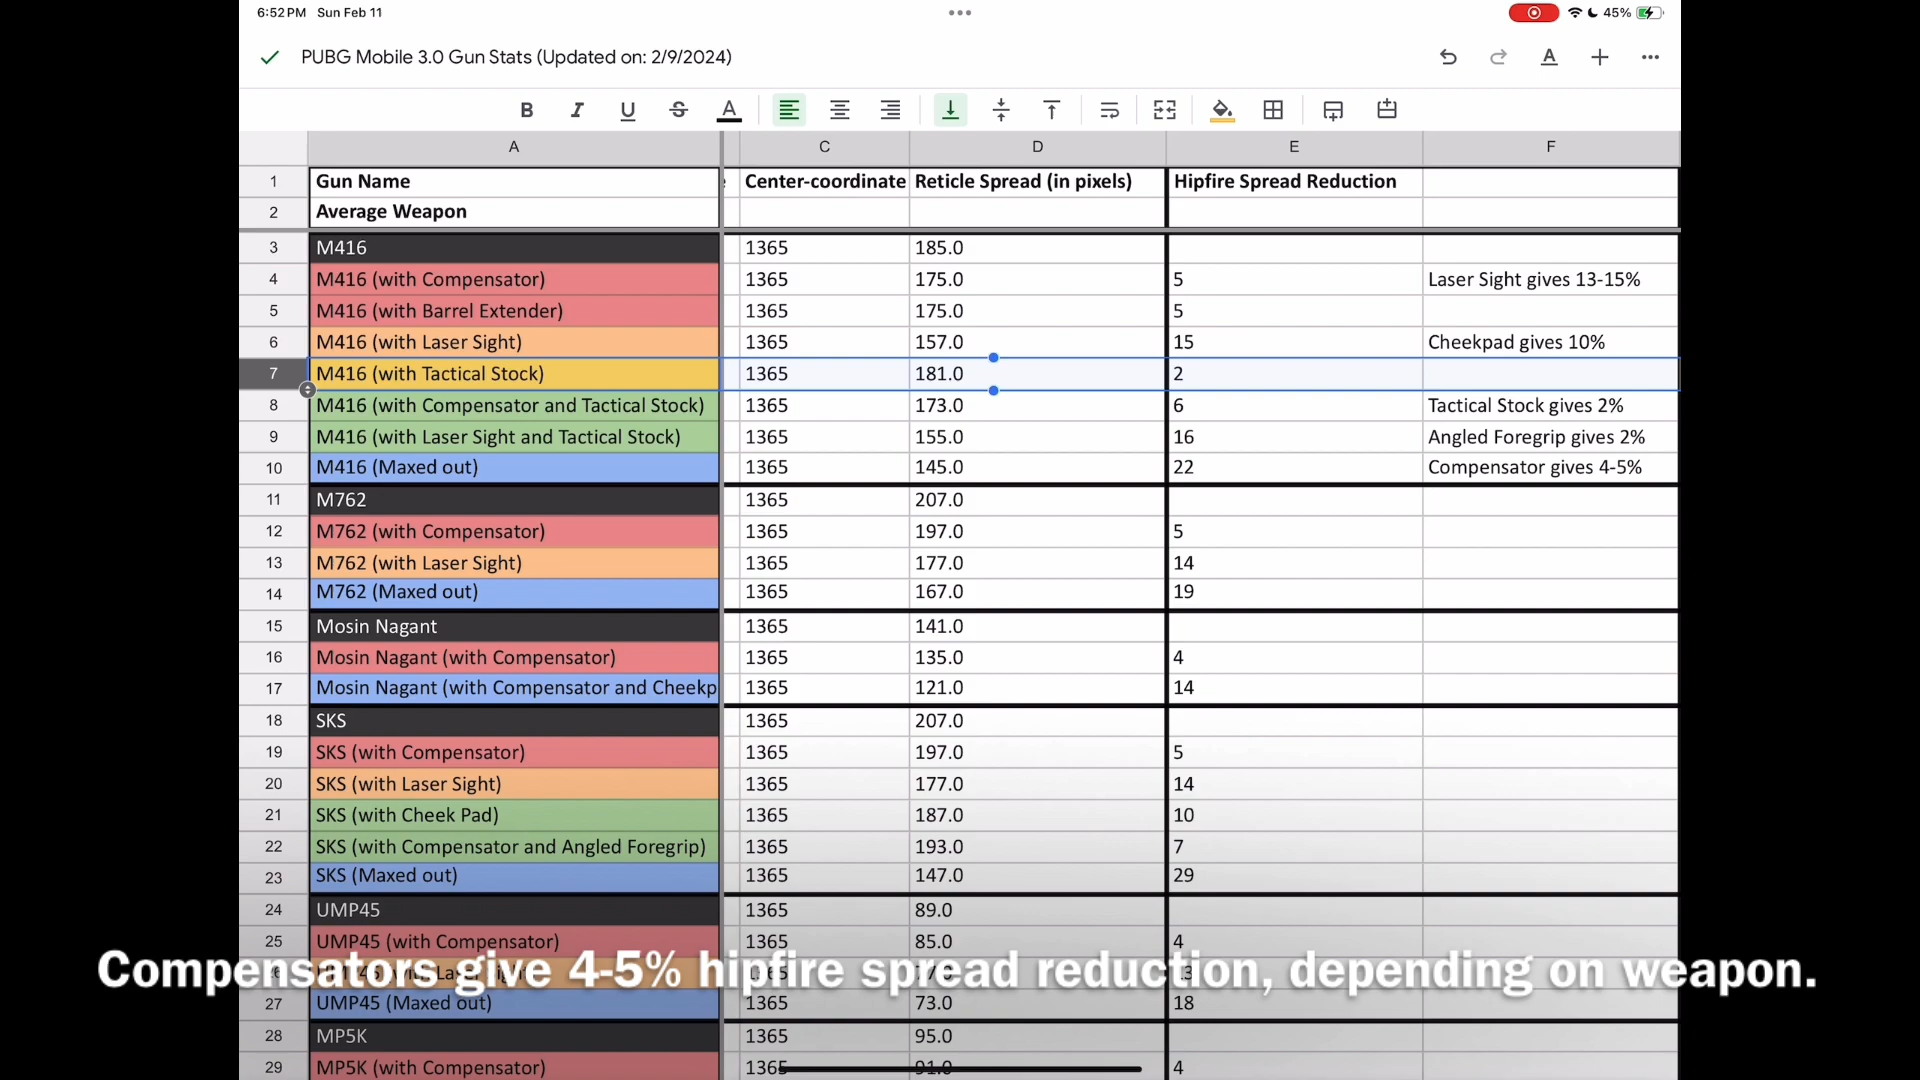 6:52 PM Sun Feb 11 45%
PUBG Mobile 3.0 Gun Stats (Updated on: 2/9/2024)
B I U S A
A C D E F
1 Gun Name Center-coordinate Reticle Spread (in pixels) Hipfire Spread Reduction
2 Average Weapon
3 M416 1365 185.0
4 M416 (with Compensator) 1365 175.0 5 Laser Sight gives 13-15%
5 M416 (with Barrel Extender) 1365 175.0 5
6 M416 (with Laser Sight) 1365 157.0 15 Cheekpad gives 10%
7 M416 (with Tactical Stock) 1365 181.0 2
8 M416 (with Compensator and Tactical Stock) 1365 173.0 6 Tactical Stock gives 2%
9 M416 (with Laser Sight and Tactical Stock) 1365 155.0 16 Angled Foregrip gives 2%
10 M416 (Maxed out) 1365 145.0 22 Compensator gives 4-5%
11 M762 1365 207.0
12 M762 (with Compensator) 1365 197.0 5
13 M762 (with Laser Sight) 1365 177.0 14
14 M762 (Maxed out) 1365 167.0 19
15 Mosin Nagant 1365 141.0
16 Mosin Nagant (with Compensator) 1365 135.0 4
17 Mosin Nagant (with Compensator and Cheekp 1365 121.0 14
18 SKS 1365 207.0
19 SKS (with Compensator) 1365 197.0 5
20 SKS (with Laser Sight) 1365 177.0 14
21 SKS (with Cheek Pad) 1365 187.0 10
22 SKS (with Compensator and Angled Foregrip) 1365 193.0 7
23 SKS (Maxed out) 1365 147.0 29
24 UMP45 1365 89.0
25 UMP45 (with Compensator) 1365 85.0 4
Compensators give 4-5% hipfire spread reduction, depending on weapon.
27 UMP45 (Maxed out) 1365 73.0 18
28 MP5K 1365 95.0
29 MP5K (with Compensator) 1365 91.0 4